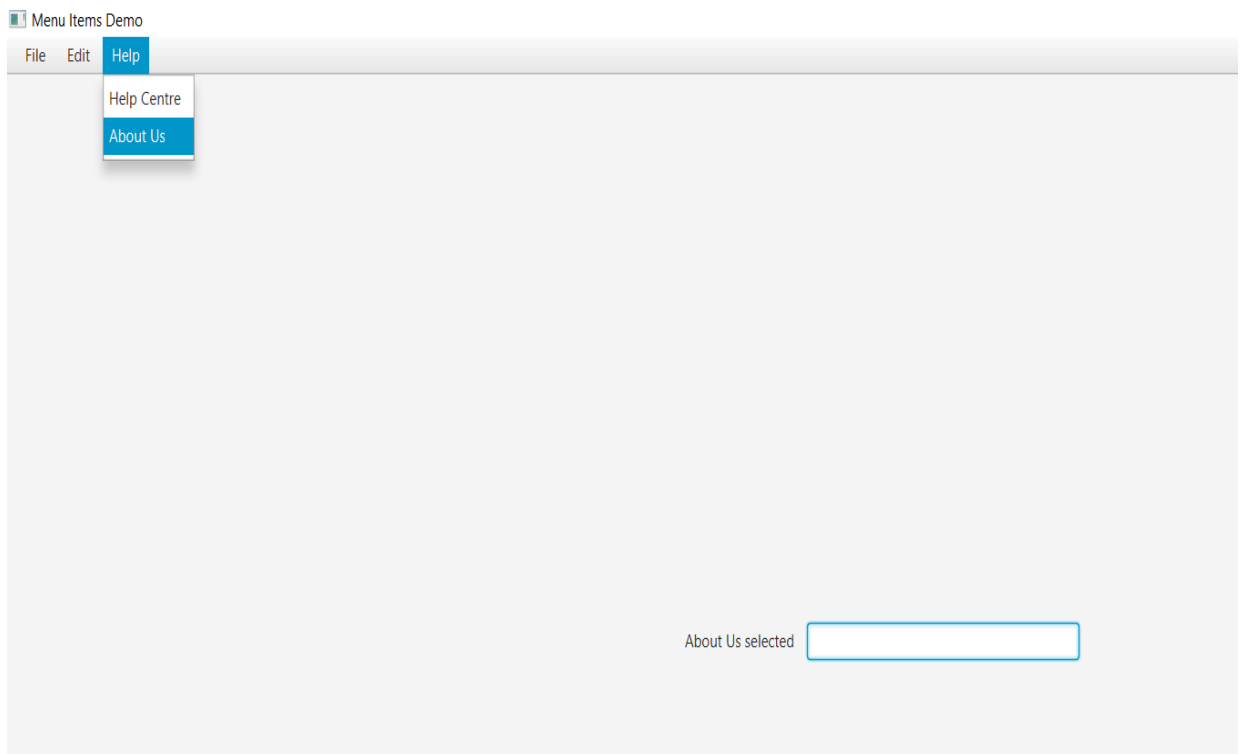 Menu Items Demo
File Edit Help
Help Centre
About Us
About Us selected